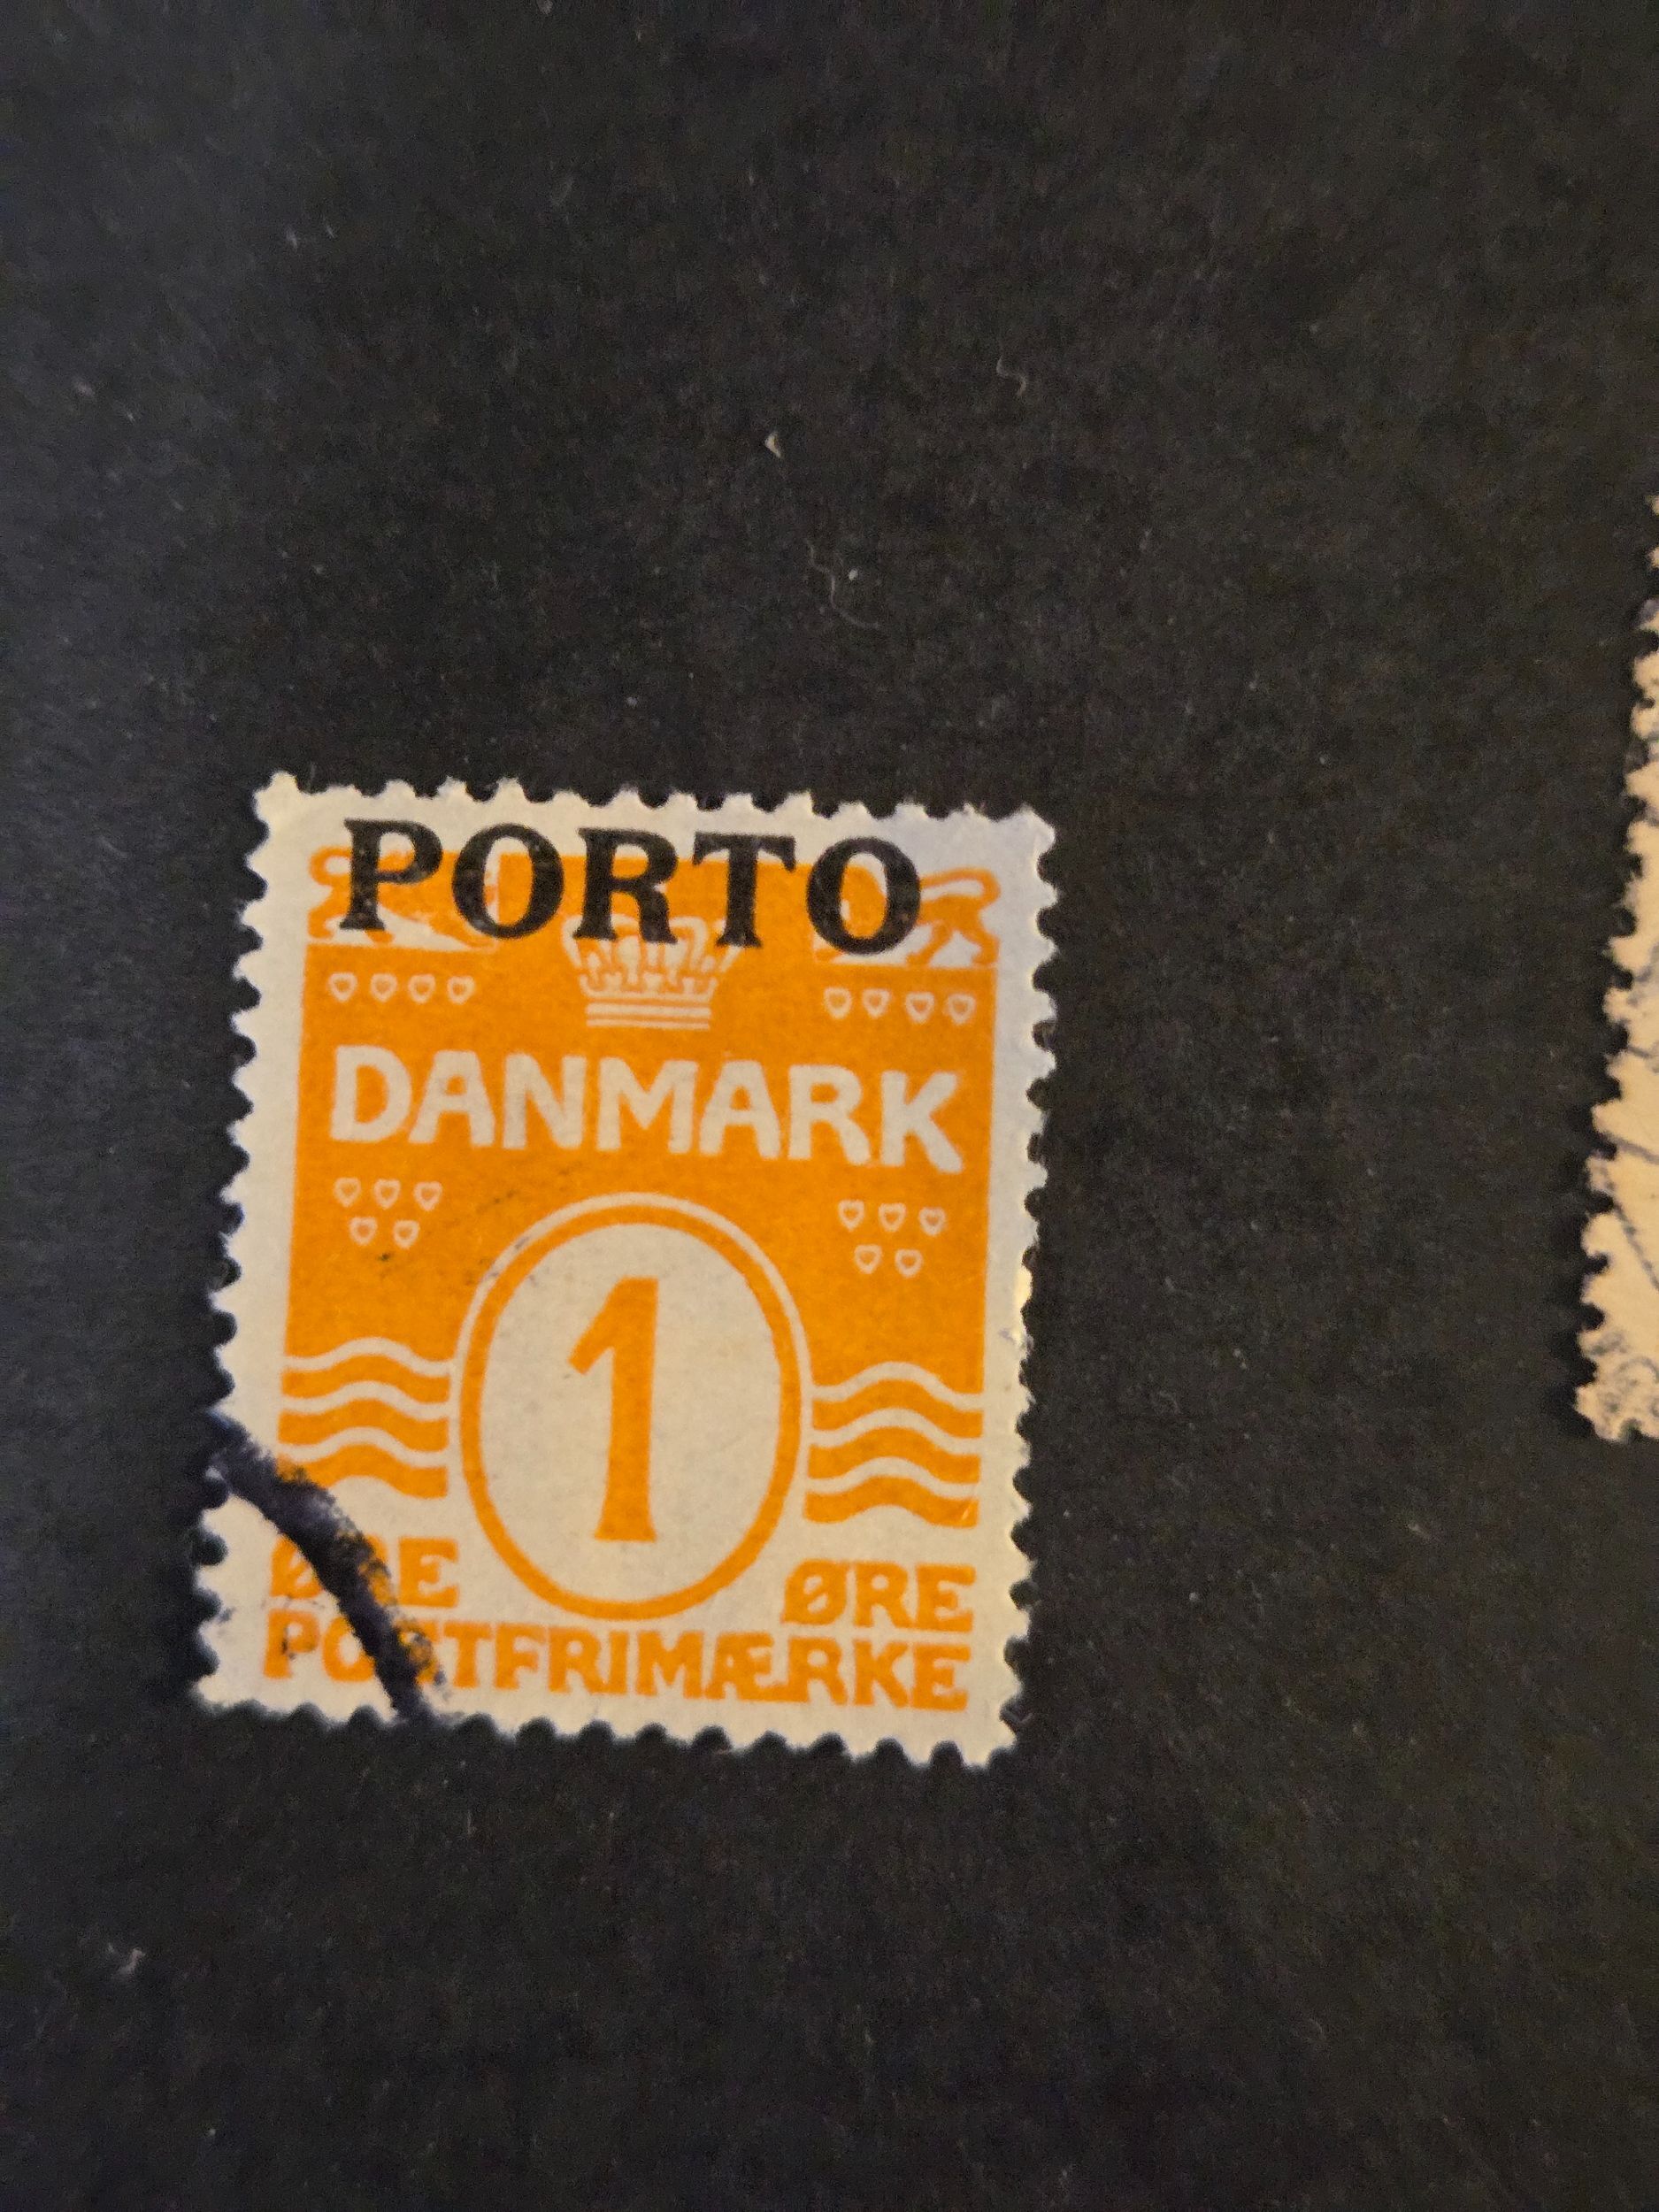 PORTO
DANMARK
1
ØRE ØRE
POSTFRIMÆRKE